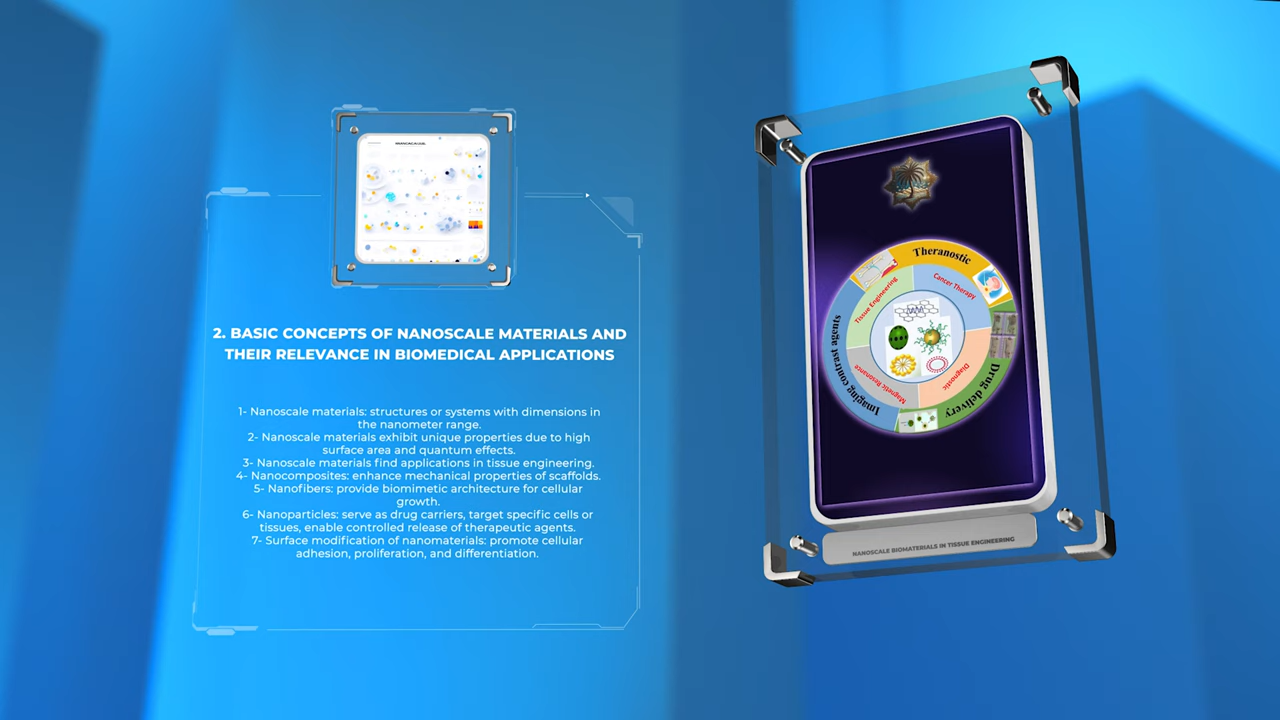 2. BASIC CONCEPTS OF NANOSCALE MATERIALS AND
THEIR RELEVANCE IN BIOMEDICAL APPLICATIONS
1- Nanoscale materials: structures or systems with dimensions in
the nanometer range.
2- Nanoscale materials exhibit unique properties due to high
surface area and quantum effects.
3- Nanoscale materials find applications in tissue engineering.
4- Nanocomposites: enhance mechanical properties of scaffolds.
5- Nanofibers: provide biomimetic architecture for cellular
growth.
6- Nanoparticles: serve as drug carriers, target specific cells or
tissues, enable controlled release of therapeutic agents.
7- Surface modification of nanomaterials: promote cellular
adhesion, proliferation, and differentiation.
Theranostic
Cancer Therapy
Tissue Engineering
Imaging contrast agents
Magnetic Resonance
Diagnostic
Drug delivery
NANOSCALE BIOMATERIALS IN TISSUE ENGINEERING